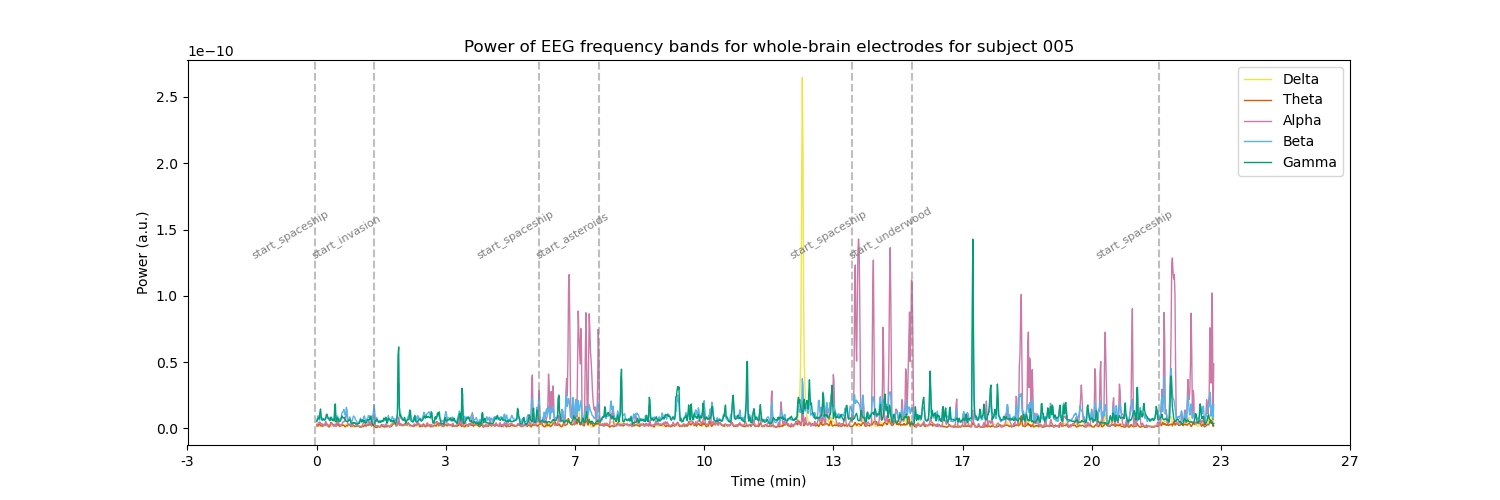 Power of EEG frequency bands for whole-brain electrodes for subject 005
1e−10
2.5
2.0
1.5
1.0
0.5
0.0
Power (a.u.)
Delta
Theta
Alpha
Beta
Gamma
start_spaceship
start_invasion
start_spaceship
start_asteroids
start_spaceship
start_underwood
start_spaceship
-3
0
3
7
10
13
17
20
23
27
Time (min)